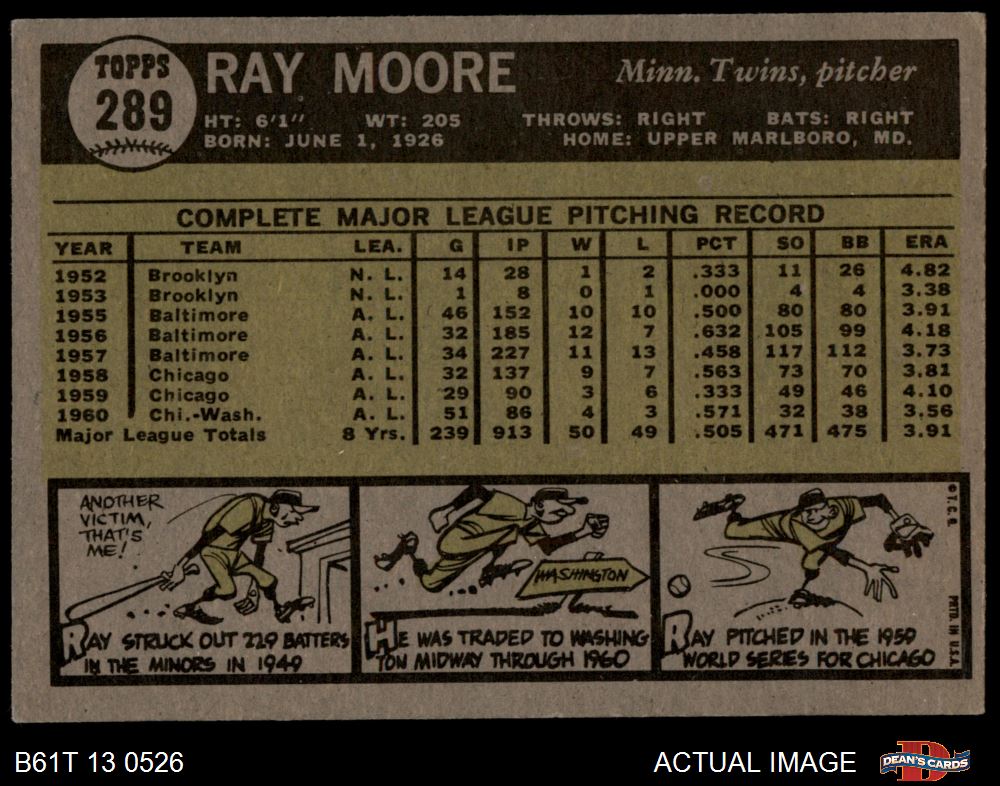 TOPPS
289
RAY MOORE
Minn. Twins, pitcher
HT: 6'1" WT: 205 THROWS: RIGHT BATS: RIGHT
BORN: JUNE 1, 1926 HOME: UPPER MARLBORO, MD.
COMPLETE MAJOR LEAGUE PITCHING RECORD
YEAR TEAM LEA. G IP W L PCT SO BB ERA
1952 Brooklyn N. L. 14 28 1 2 .333 11 26 4.82
1953 Brooklyn N. L. 1 8 0 1 .000 4 4 3.38
1955 Baltimore A. L. 46 152 10 10 .500 80 80 3.91
1956 Baltimore A. L. 32 185 12 7 .632 105 99 4.18
1957 Baltimore A. L. 34 227 11 13 .458 117 112 3.73
1958 Chicago A. L. 32 137 9 7 .563 73 70 3.81
1959 Chicago A. L. 29 90 3 6 .333 49 46 4.10
1960 Chi.-Wash. A. L. 51 86 4 3 .571 32 38 3.56
Major League Totals 8 Yrs. 239 913 50 49 .505 471 475 3.91
ANOTHER
VICTIM,
THAT'S
ME!
RAY STRUCK OUT 229 BATTERS
IN THE MINORS IN 1949
WASHINGTON
HE WAS TRADED TO WASHING
TON MIDWAY THROUGH 1960
RAY PITCHED IN THE 1959
WORLD SERIES FOR CHICAGO
© T. C. G.
PRTD. IN U.S.A.
B61T 13 0526
ACTUAL IMAGE
DEAN'S CARDS